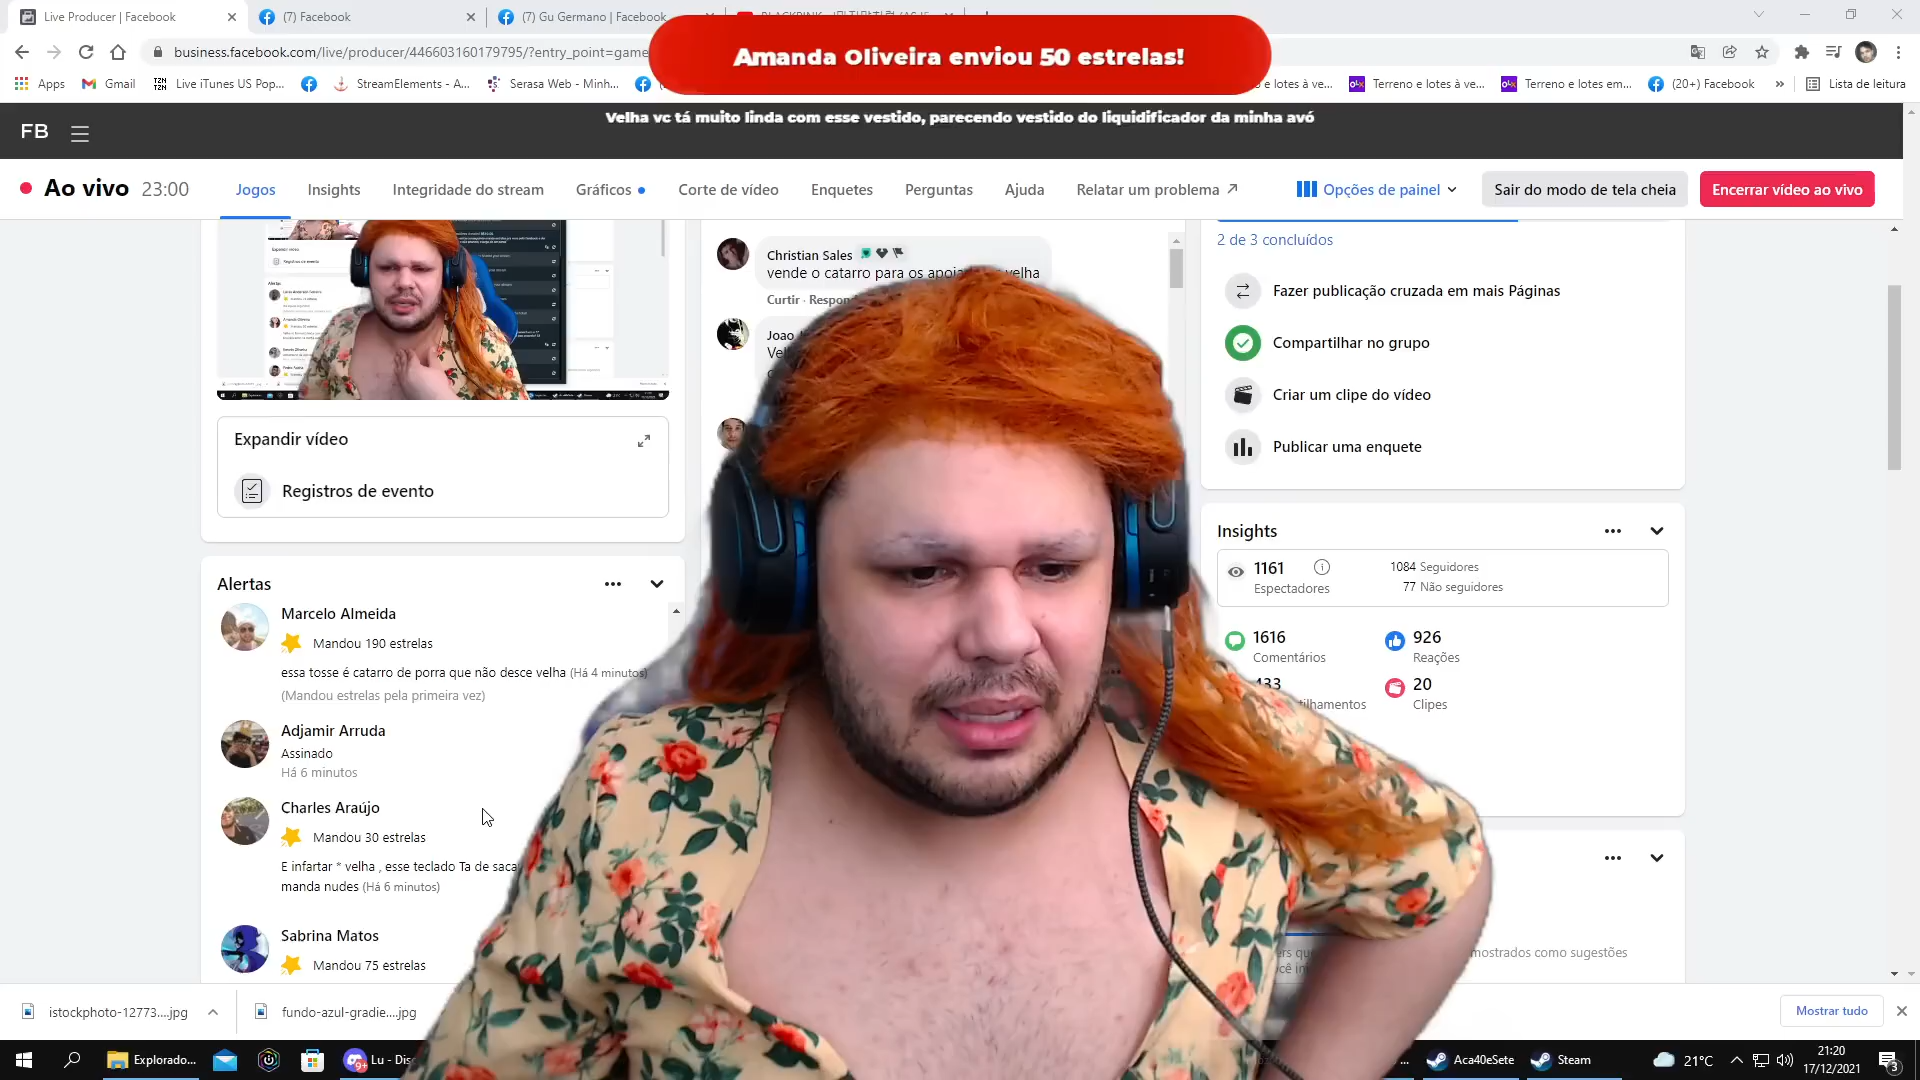 Live Producer | Facebook
(7) Facebook
(7) Gu Germano | Facebook
business.facebook.com/live/producer/446603160179795/?entry_point=game
Amanda Oliveira enviou 50 estrelas!
Apps
Gmail
Live iTunes US Pop...
StreamElements - A...
Serasa Web - Minh...
e lotes à ve...
Terreno e lotes à ve...
Terreno e lotes em...
(20+) Facebook
»
Lista de leitura
Velha vc tá muito linda com esse vestido, parecendo vestido do liquidificador da minha avó
FB
Ao vivo 23:00
Jogos
Insights
Integridade do stream
Gráficos
Corte de vídeo
Enquetes
Perguntas
Ajuda
Relatar um problema
Opções de painel
Sair do modo de tela cheia
Encerrar vídeo ao vivo
Expandir vídeo
Registros de evento
Alertas
Marcelo Almeida
Mandou 190 estrelas
essa tosse é catarro de porra que não desce velha (Há 4 minutos)
(Mandou estrelas pela primeira vez)
Adjamir Arruda
Assinado
Há 6 minutos
Charles Araújo
Mandou 30 estrelas
E infartar * velha , esse teclado Ta de saca
manda nudes (Há 6 minutos)
Sabrina Matos
Mandou 75 estrelas
Christian Sales
vende o catarro para os apoia velha
Curtir · Respon
Joao
Vel
2 de 3 concluídos
Fazer publicação cruzada em mais Páginas
Compartilhar no grupo
Criar um clipe do vídeo
Publicar uma enquete
Insights
1161
Espectadores
1084 Seguidores
77 Não seguidores
1616
Comentários
926
Reações
433
tilhamentos
20
Clipes
mostrados como sugestões
istockphoto-12773....jpg
fundo-azul-gradie....jpg
Mostrar tudo
Explorado...
9+
Lu - Disc
...
Aca40eSete
Steam
21°C
21:20
17/12/2021
3